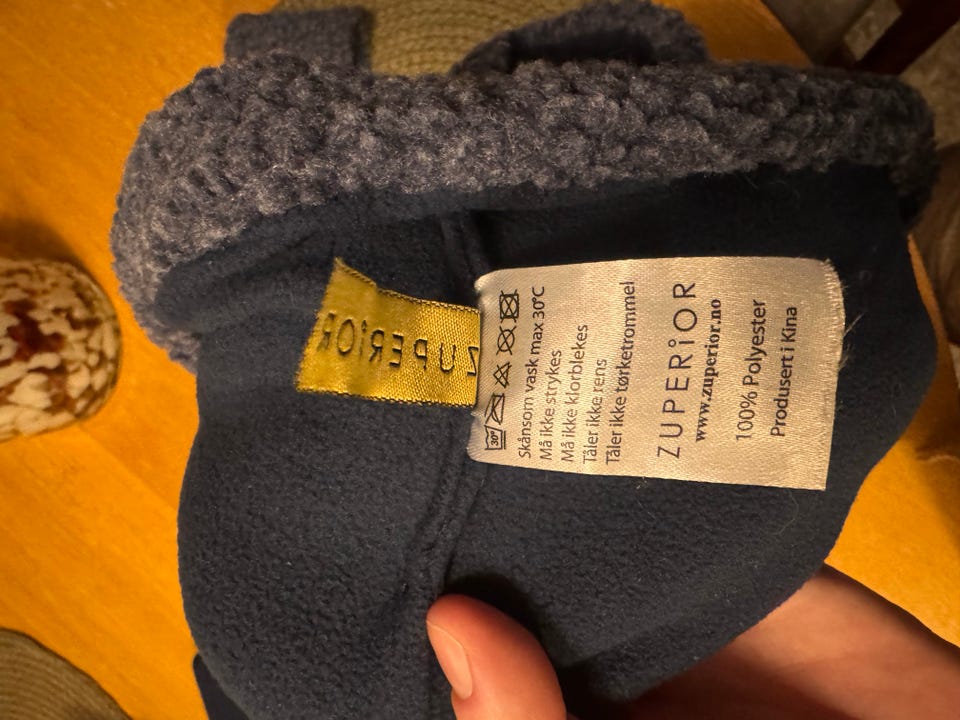 ZUPERiOR
30°
Skånsom vask max 30°C
Må ikke strykes
Må ikke klorblekes
Tåler ikke rens
Tåler ikke tørketrommel
ZUPERiOR
www.zuperior.no
100% Polyester
Produsert i Kina